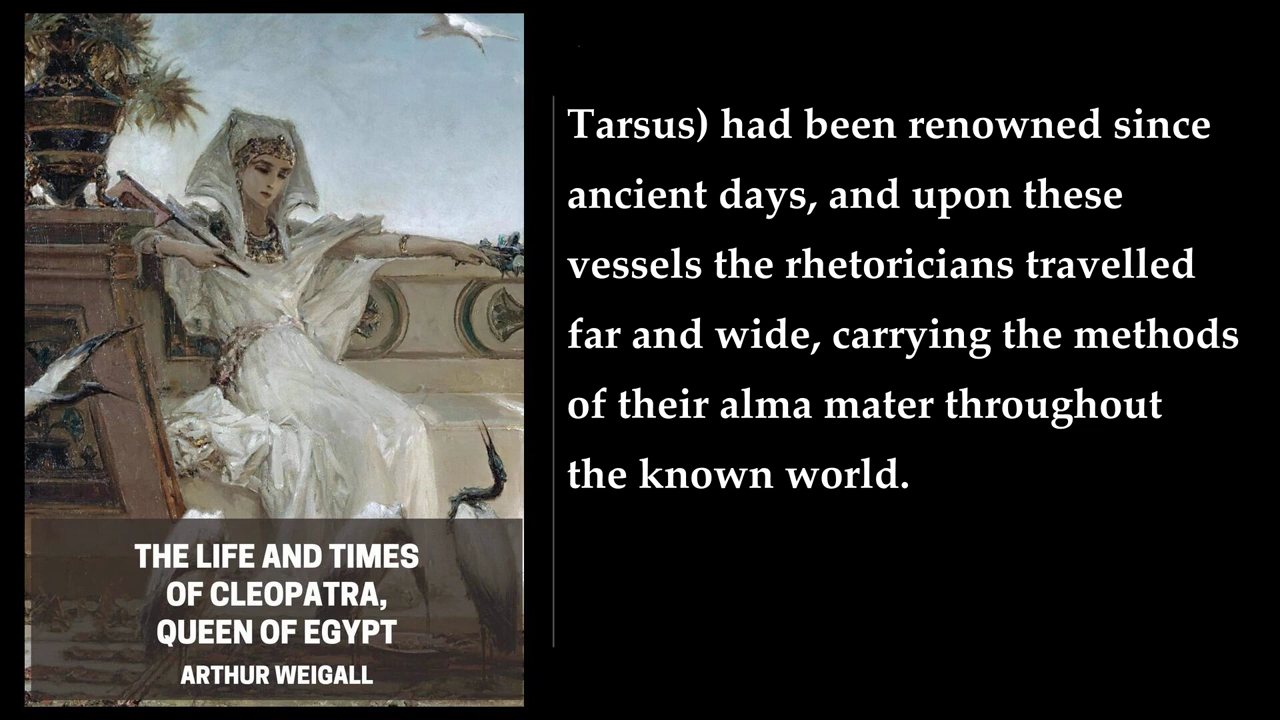 Tarsus) had been renowned since
ancient days, and upon these
vessels the rhetoricians travelled
far and wide, carrying the methods
of their alma mater throughout
the known world.
THE LIFE AND TIMES
OF CLEOPATRA,
QUEEN OF EGYPT
ARTHUR WEIGALL